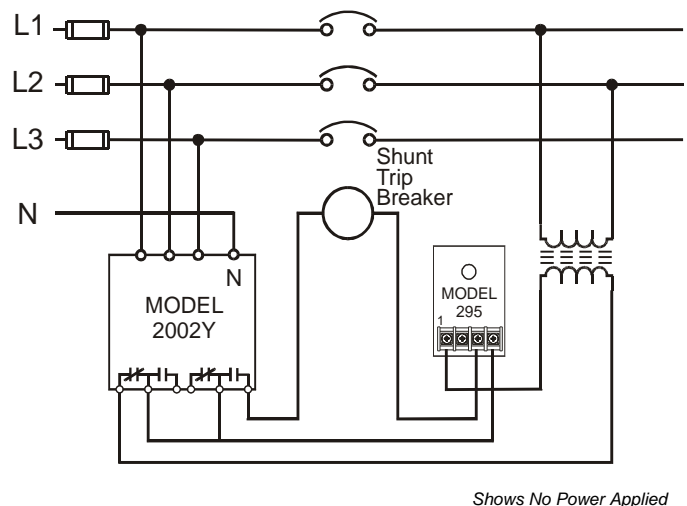 L1
L2
L3
Shunt
Trip
Breaker
N
N
MODEL
2002Y
MODEL
295
1
Shows No Power Applied